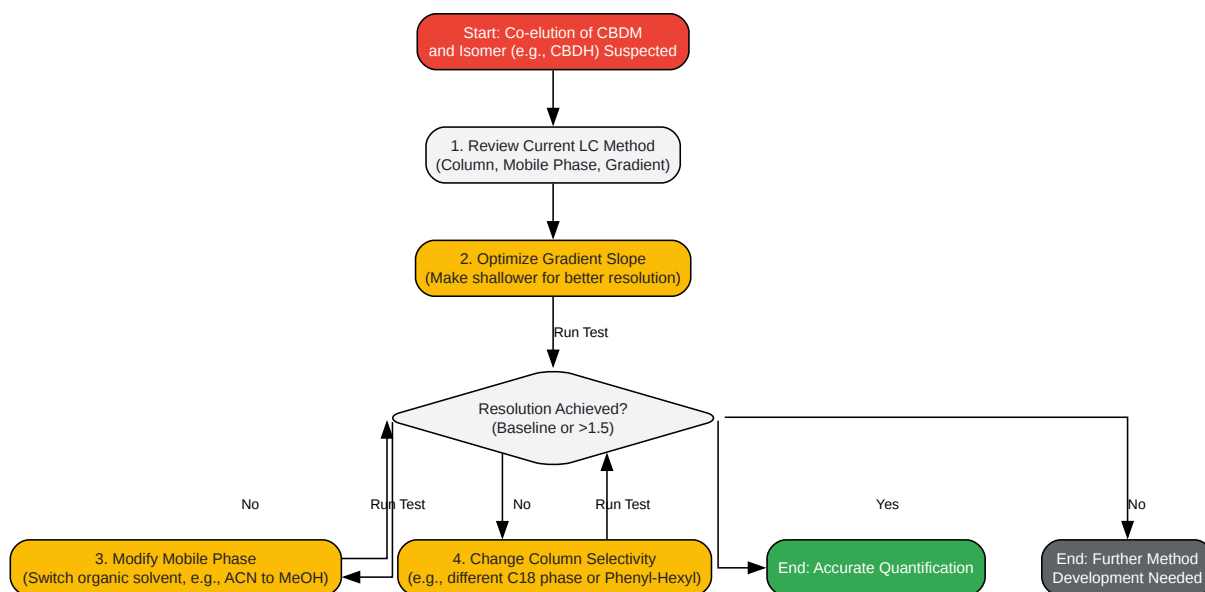 Start: Co-elution of CBDM
and Isomer (e.g., CBDH) Suspected
1. Review Current LC Method
(Column, Mobile Phase, Gradient)
2. Optimize Gradient Slope
(Make shallower for better resolution)
Run Test
Resolution Achieved?
(Baseline or >1.5)
No
Run Test
No
Run Test
Yes
No
3. Modify Mobile Phase
(Switch organic solvent, e.g., ACN to MeOH)
4. Change Column Selectivity
(e.g., different C18 phase or Phenyl-Hexyl)
End: Accurate Quantification
End: Further Method
Development Needed